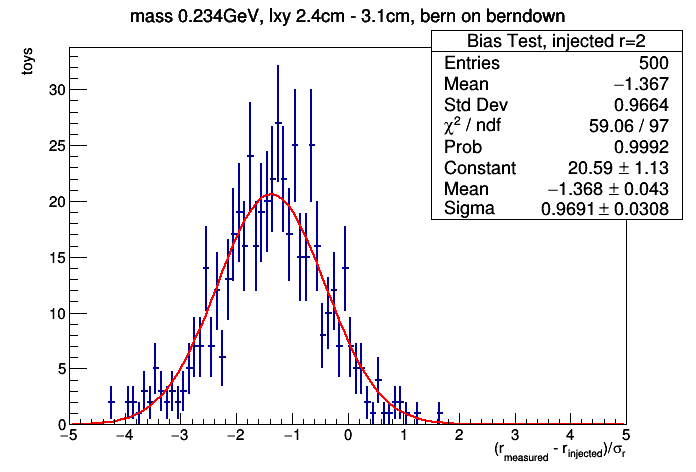 mass 0.234GeV, lxy 2.4cm - 3.1cm, bern on berndown
Bias Test, injected r=2
Entries 500
Mean −1.367
Std Dev 0.9664
χ² / ndf 59.06 / 97
Prob 0.9992
Constant 20.59 ± 1.13
Mean −1.368 ± 0.043
Sigma 0.9691 ± 0.0308
toys
30
25
20
15
10
5
0
−5 −4 −3 −2 −1 0 1 2 3 4 5
(r_measured - r_injected)/σ_r